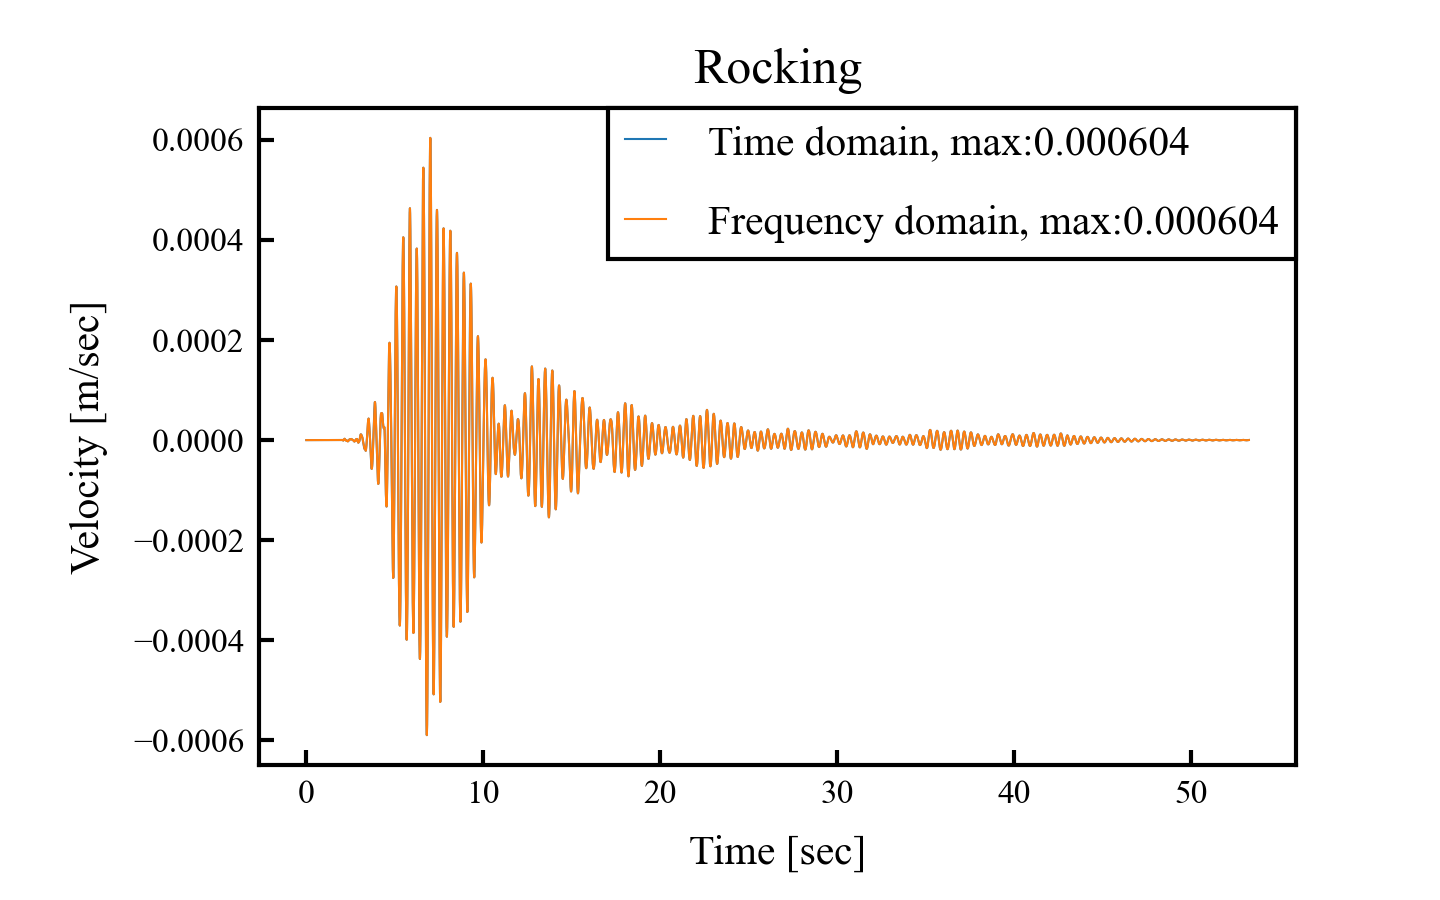 Rocking
Time domain, max:0.000604
Frequency domain, max:0.000604
Velocity [m/sec]
0.0006
0.0004
0.0002
0.0000
−0.0002
−0.0004
−0.0006
0 10 20 30 40 50
Time [sec]